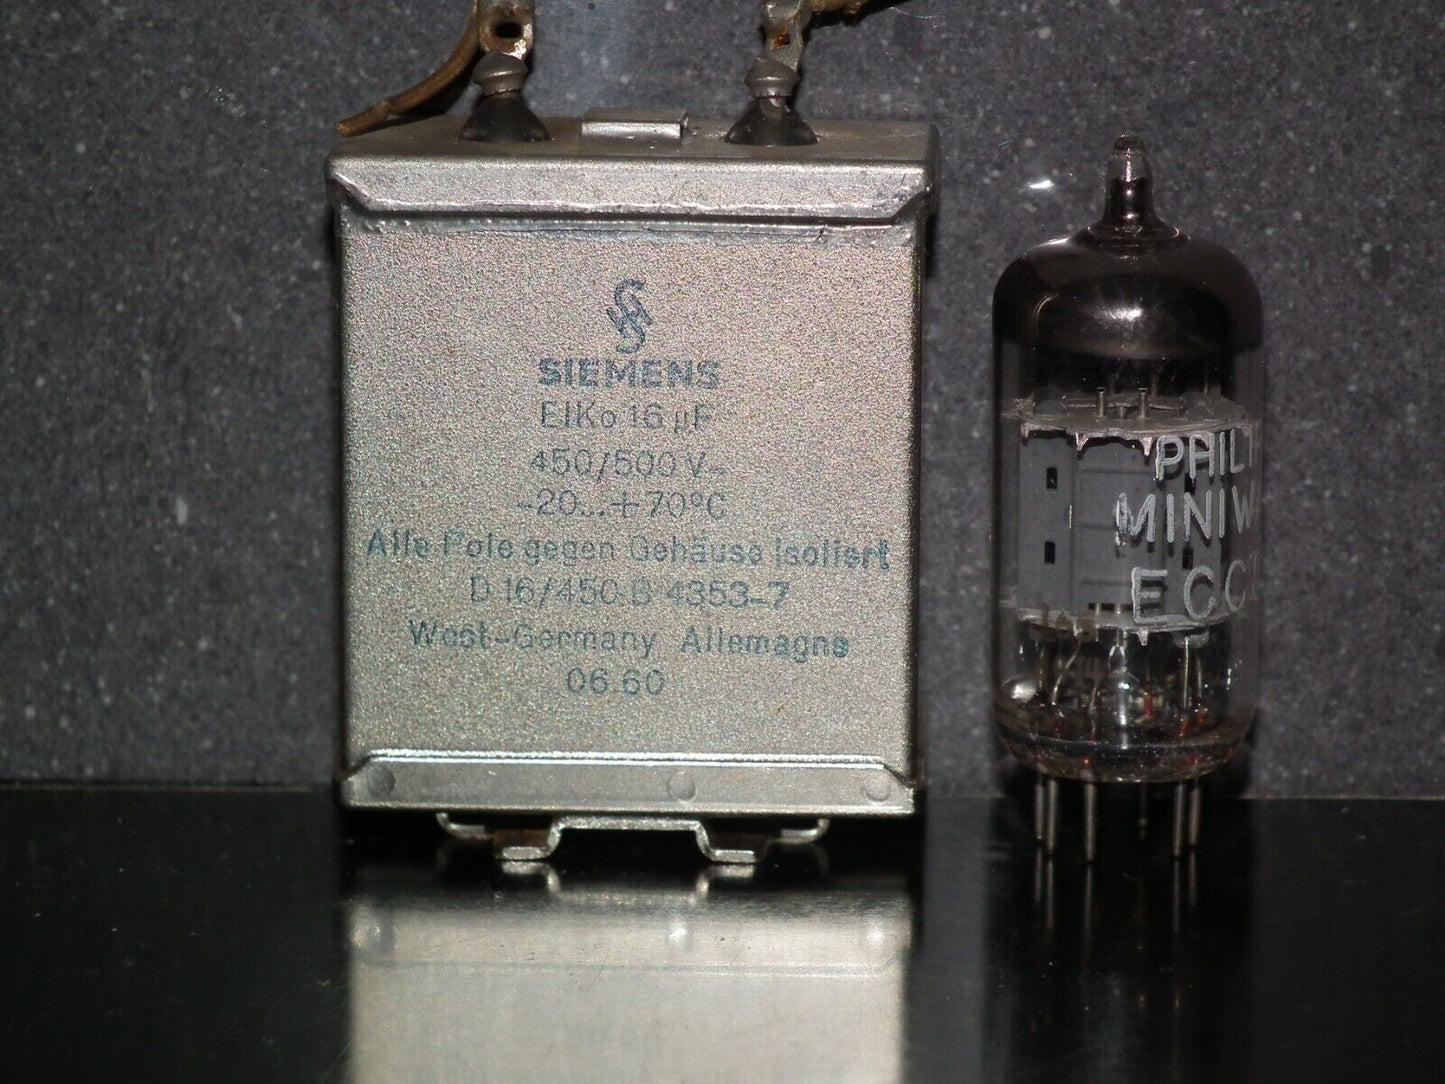 SIEMENS
ElKo 16 µF
450/500 V-
-20...+70°C
Alle Pole gegen Gehäuse isoliert
D 16/450 B 4353-7
West-Germany Allemagne
06.60
PHILI
MINIW
ECC